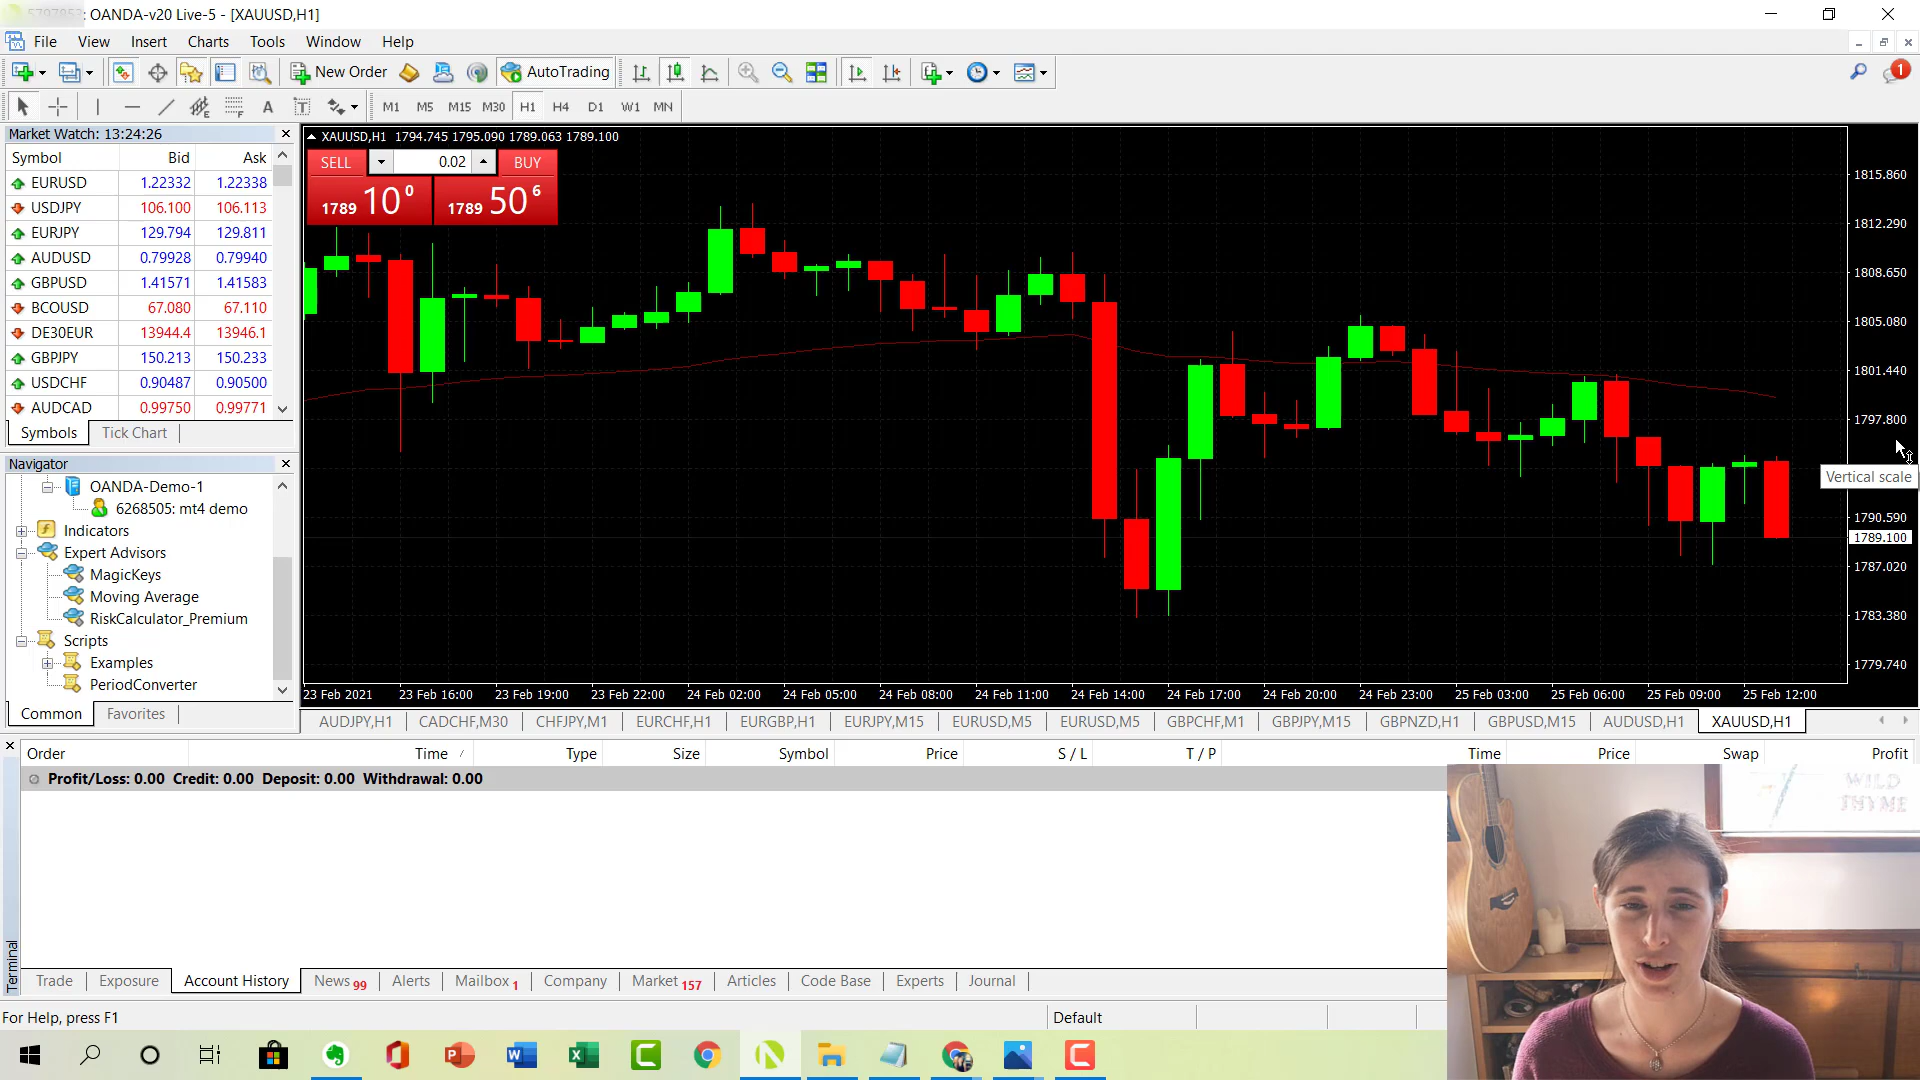 5797853: OANDA-v20 Live-5 - [XAUUSD,H1]
File View Insert Charts Tools Window Help
New Order AutoTrading 1
A T M1 M5 M15 M30 H1 H4 D1 W1 MN
Market Watch: 13:24:26
Symbol Bid Ask
EURUSD 1.22332 1.22338
USDJPY 106.100 106.113
EURJPY 129.794 129.811
AUDUSD 0.79928 0.79940
GBPUSD 1.41571 1.41583
BCOUSD 67.080 67.110
DE30EUR 13944.4 13946.1
GBPJPY 150.213 150.233
USDCHF 0.90487 0.90500
AUDCAD 0.99750 0.99771
Symbols Tick Chart
Navigator
OANDA-Demo-1
6268505: mt4 demo
Indicators
Expert Advisors
MagicKeys
Moving Average
RiskCalculator_Premium
Scripts
Examples
PeriodConverter
Common Favorites
XAUUSD,H1 1794.745 1795.090 1789.063 1789.100
SELL 0.02 BUY
1789 10 0 1789 50 6
1815.860
1812.290
1808.650
1805.080
1801.440
1797.800
Vertical scale
1790.590
1789.100
1787.020
1783.380
1779.740
23 Feb 2021 23 Feb 16:00 23 Feb 19:00 23 Feb 22:00 24 Feb 02:00 24 Feb 05:00 24 Feb 08:00 24 Feb 11:00 24 Feb 14:00 24 Feb 17:00 24 Feb 20:00 24 Feb 23:00 25 Feb 03:00 25 Feb 06:00 25 Feb 09:00 25 Feb 12:00
AUDJPY,H1 CADCHF,M30 CHFJPY,M1 EURCHF,H1 EURGBP,H1 EURJPY,M15 EURUSD,M5 EURUSD,M5 GBPCHF,M1 GBPJPY,M15 GBPNZD,H1 GBPUSD,M15 AUDUSD,H1 XAUUSD,H1
Order Time Type Size Symbol Price S / L T / P Time Price Swap Profit
Profit/Loss: 0.00 Credit: 0.00 Deposit: 0.00 Withdrawal: 0.00
WILD
THYME
Terminal
Trade Exposure Account History News 99 Alerts Mailbox 1 Company Market 157 Articles Code Base Experts Journal
For Help, press F1 Default